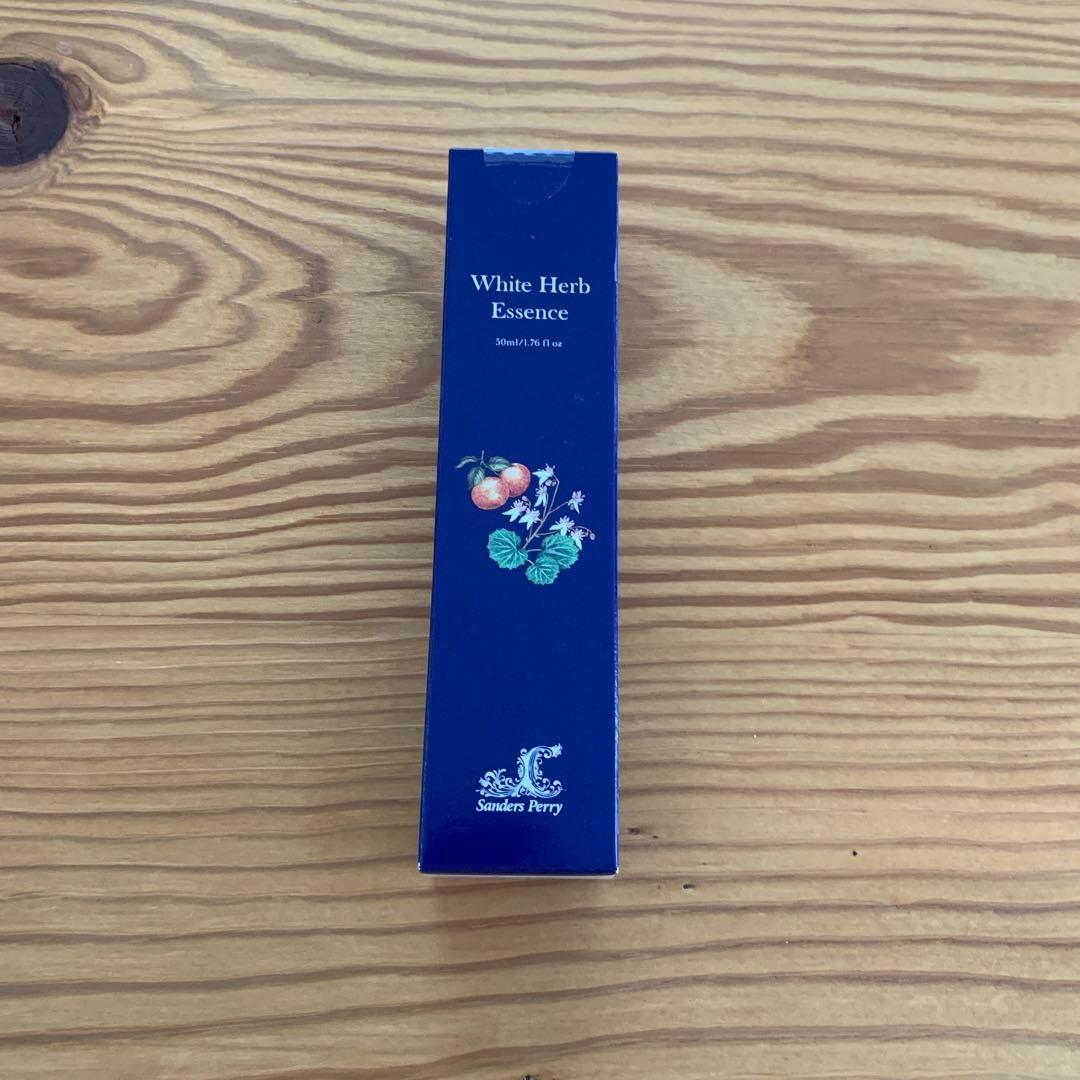 White Herb
Essence
50ml/1.76 fl oz
Sanders Perry